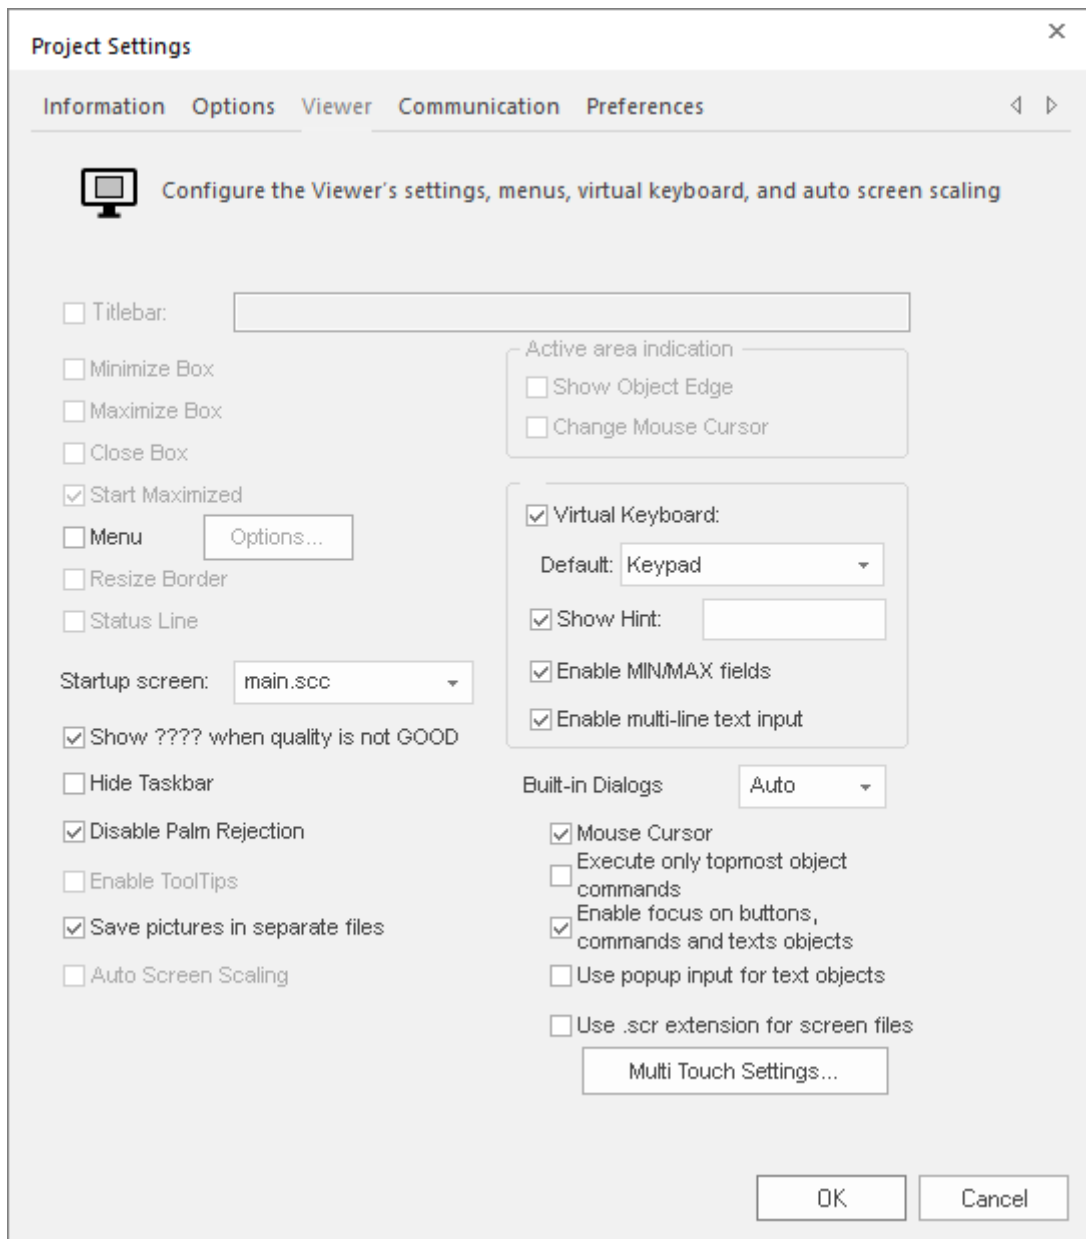 Project Settings
Information Options Viewer Communication Preferences
Configure the Viewer's settings, menus, virtual keyboard, and auto screen scaling
Titlebar:
Minimize Box
Maximize Box
Close Box
Start Maximized
Menu Options...
Resize Border
Status Line
Startup screen: main.scc
Show ???? when quality is not GOOD
Hide Taskbar
Disable Palm Rejection
Enable ToolTips
Save pictures in separate files
Auto Screen Scaling
Active area indication
Show Object Edge
Change Mouse Cursor
Virtual Keyboard:
Default: Keypad
Show Hint:
Enable MIN/MAX fields
Enable multi-line text input
Built-in Dialogs Auto
Mouse Cursor
Execute only topmost object
commands
Enable focus on buttons,
commands and texts objects
Use popup input for text objects
Use .scr extension for screen files
Multi Touch Settings...
OK Cancel